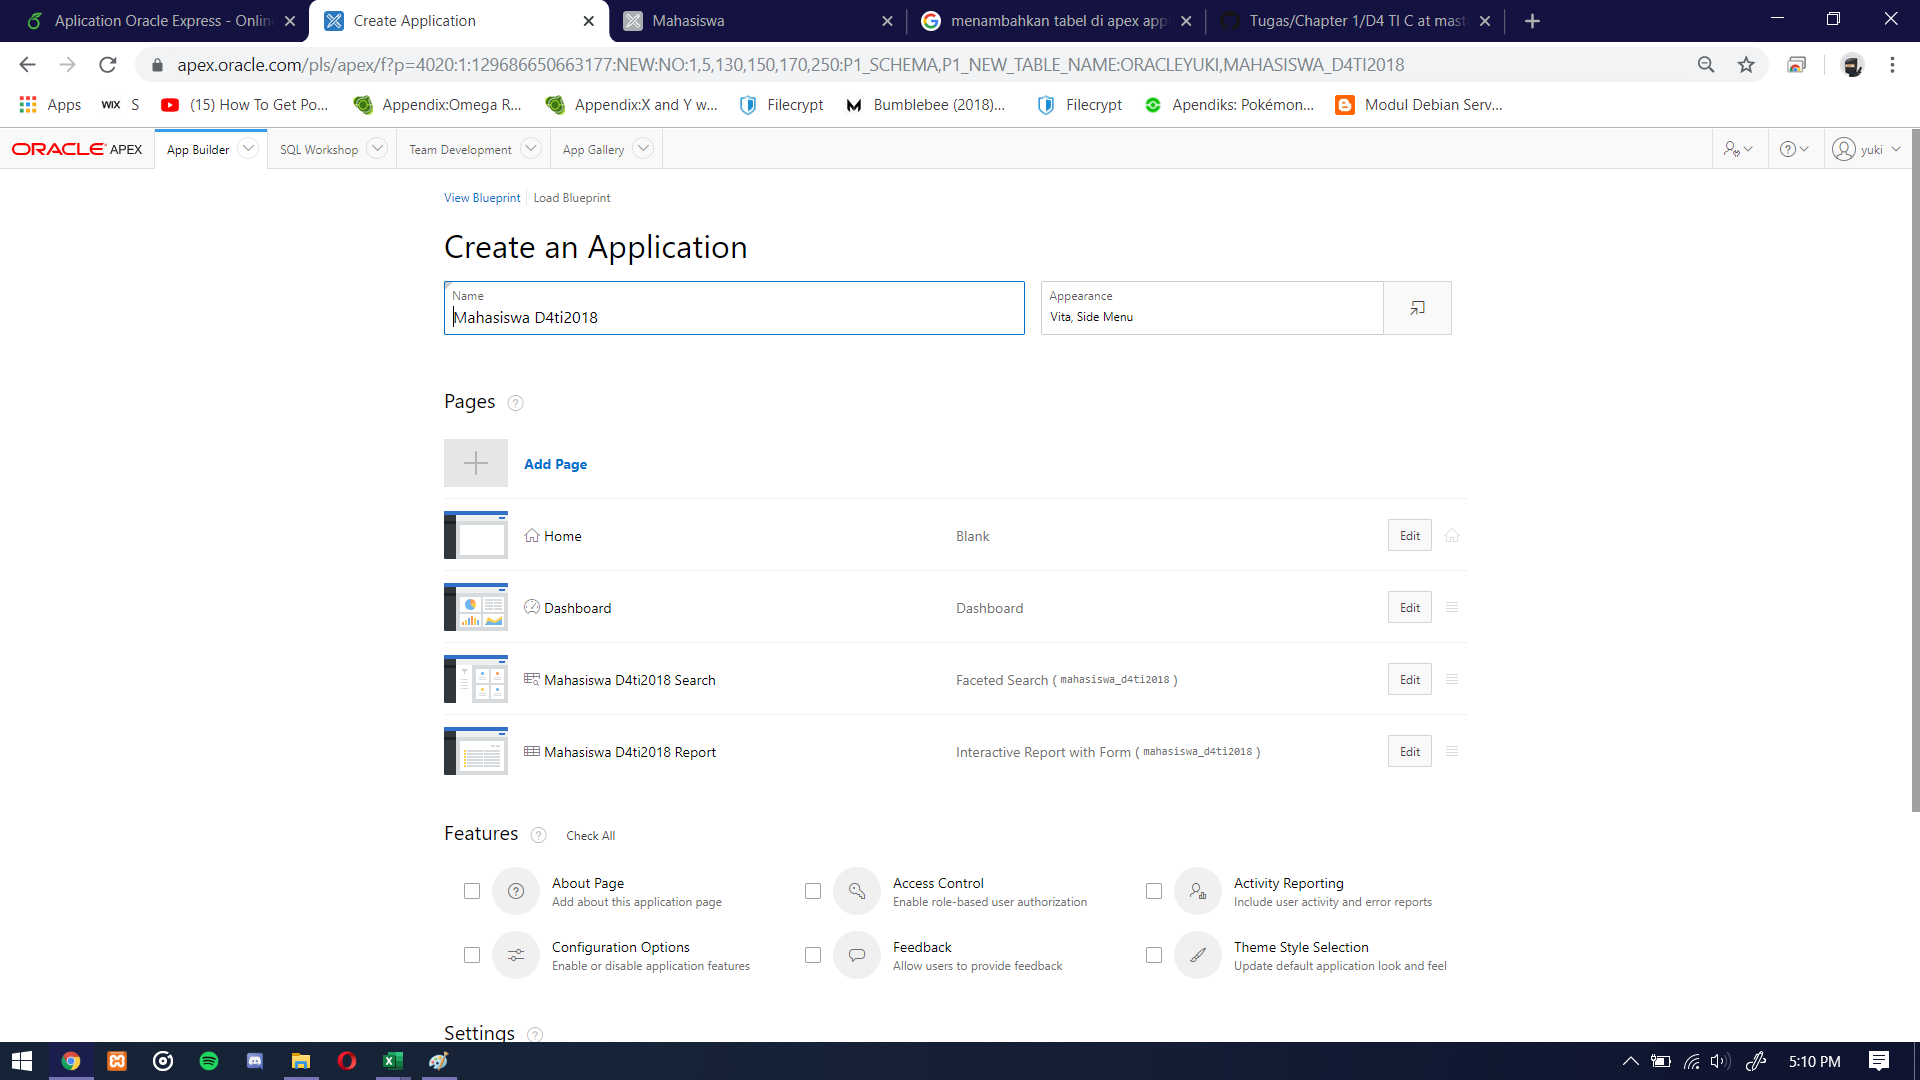 Aplication Oracle Express - Onlin
Create Application
Mahasiswa
menambahkan tabel di apex app
Tugas/Chapter 1/D4 TI C at mast
apex.oracle.com/pls/apex/f?p=4020:1:129686650663177:NEW:NO:1,5,130,150,170,250:P1_SCHEMA,P1_NEW_TABLE_NAME:ORACLEYUKI,MAHASISWA_D4TI2018
Apps
WIX S
(15) How To Get Po...
Appendix:Omega R...
Appendix:X and Y w...
Filecrypt
Bumblebee (2018)...
Filecrypt
Apendiks: Pokémon...
Modul Debian Serv...
ORACLE APEX
App Builder
SQL Workshop
Team Development
App Gallery
yuki
View Blueprint
Load Blueprint
Create an Application
Name
Mahasiswa D4ti2018
Appearance
Vita, Side Menu
Pages
Add Page
Home
Blank
Edit
Dashboard
Dashboard
Edit
Mahasiswa D4ti2018 Search
Faceted Search ( mahasiswa_d4ti2018 )
Edit
Mahasiswa D4ti2018 Report
Interactive Report with Form ( mahasiswa_d4ti2018 )
Edit
Features
Check All
About Page
Add about this application page
Access Control
Enable role-based user authorization
Activity Reporting
Include user activity and error reports
Configuration Options
Enable or disable application features
Feedback
Allow users to provide feedback
Theme Style Selection
Update default application look and feel
Settings
5:10 PM